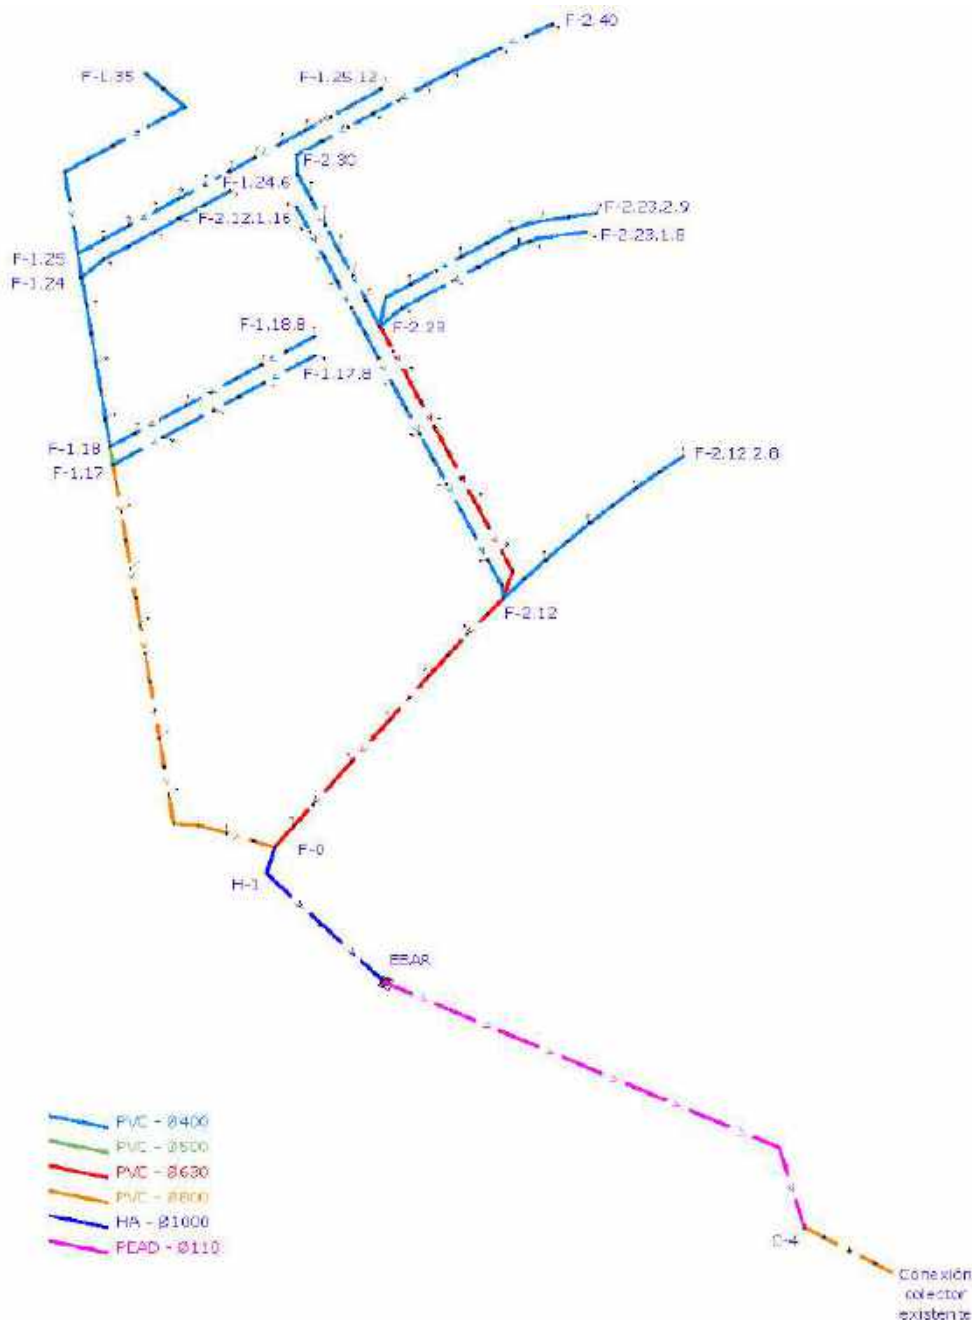 F-2.40
F-1.35
F-1.25.12
F-2.30
F-1.24.6
F-2.12.1.16
F-2.23.2.9
F-2.23.1.8
F-1.25
F-1.24
F-2.23
F-1.18.8
F-1.17.8
F-1.18
F-1.17
F-2.12.2.8
F-2.12
F-0
H-1
EBAR
PVC - Ø400
PVC - Ø500
PVC - Ø630
PVC - Ø800
HA - Ø1000
PEAD - Ø110
C-4
Conexión
colector
existente